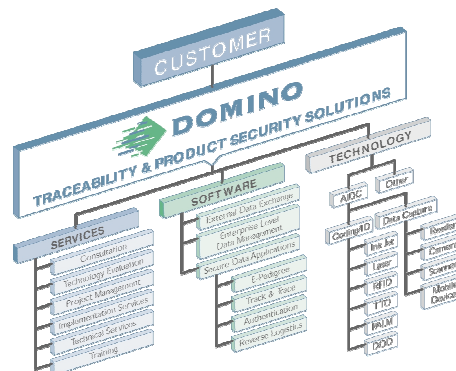 CUSTOMER
DOMINO
TRACEABILITY & PRODUCT SECURITY SOLUTIONS
SERVICES
Consultation
Technology Evaluation
Project Management
Implementation Services
Technical Services
Training
SOFTWARE
External Data Exchange
Enterprise Level
Data Management
Secure Data Applications
E-Pedigree
Track & Trace
Authentication
Reverse Logistics
TECHNOLOGY
AIDC
Other
Coding/ID
Data Capture
Ink Jet
Laser
RFID
TTO
PALM
DOD
Mobile